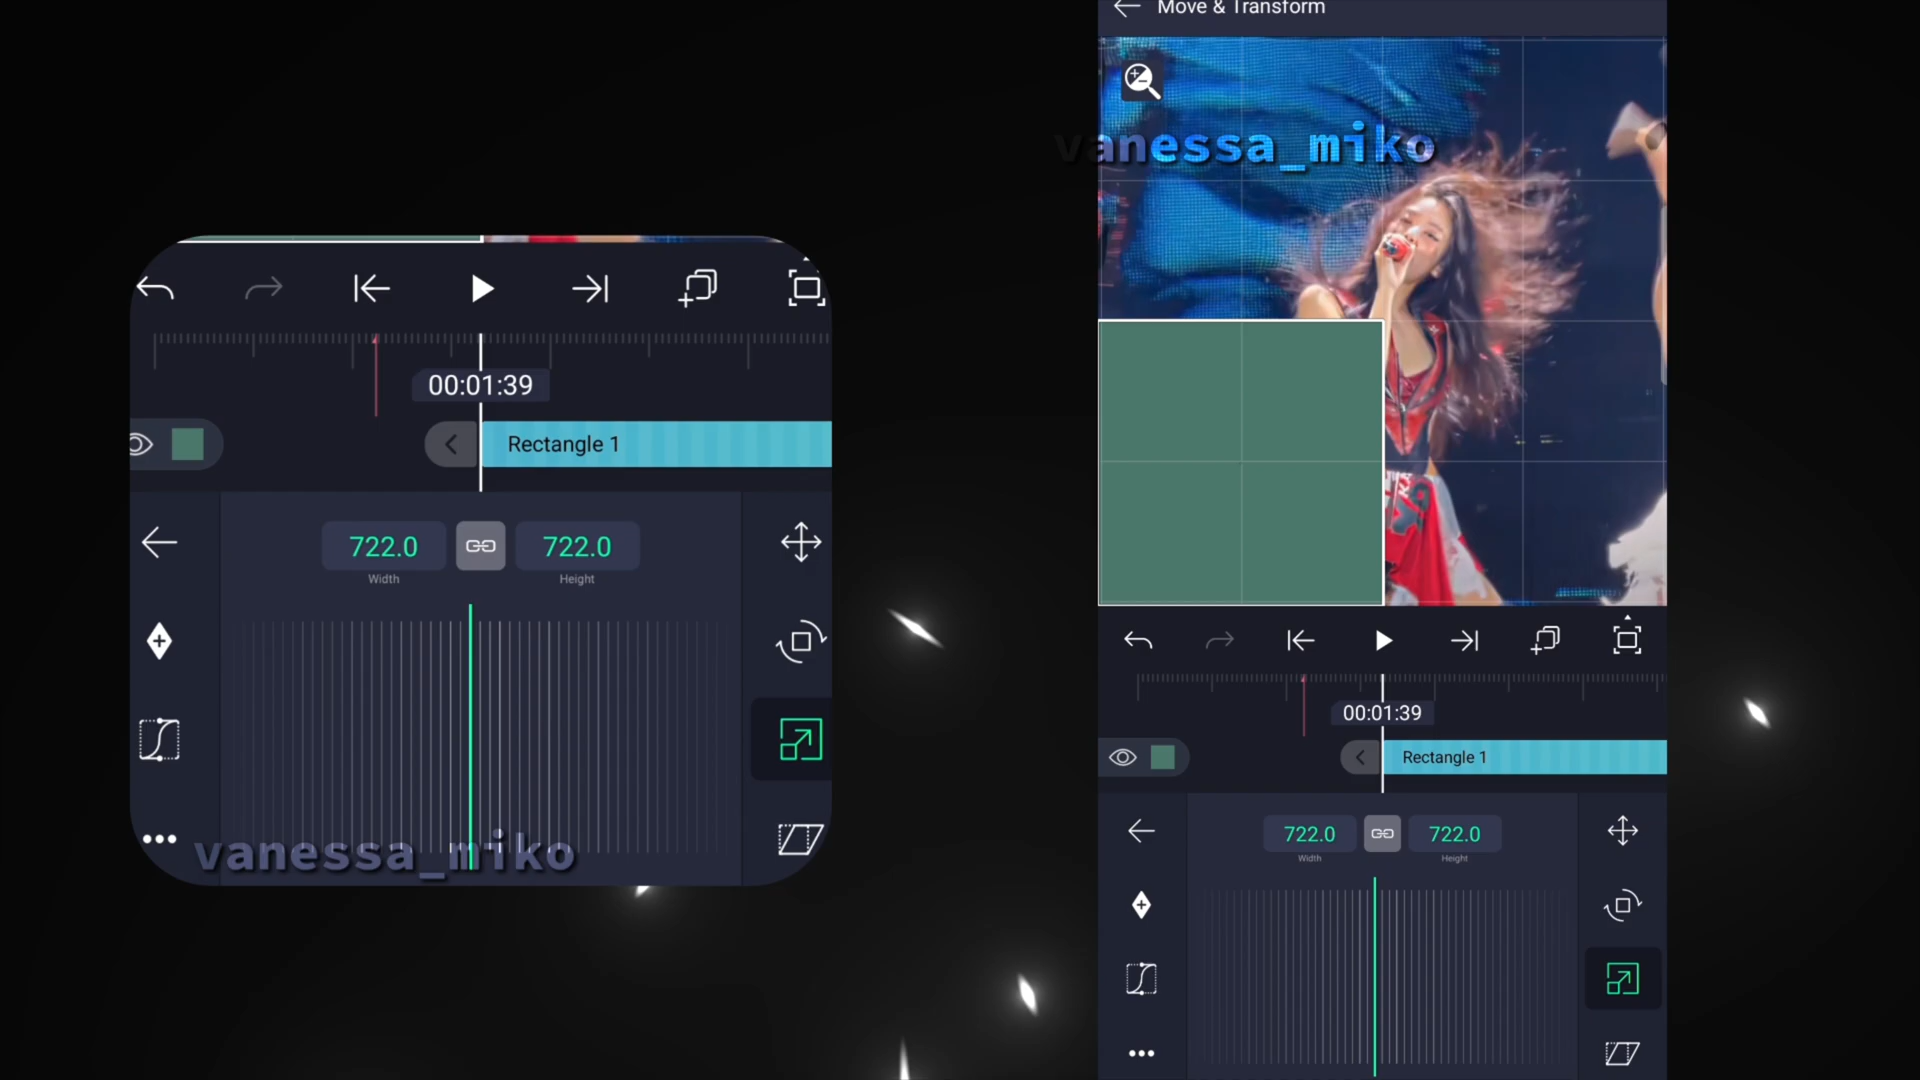 00:01:39
Rectangle 1
722.0 722.0
Width Height
vanessa_miko
Move & Transform
vanessa_miko
00:01:39
Rectangle 1
722.0 722.0
Width Height